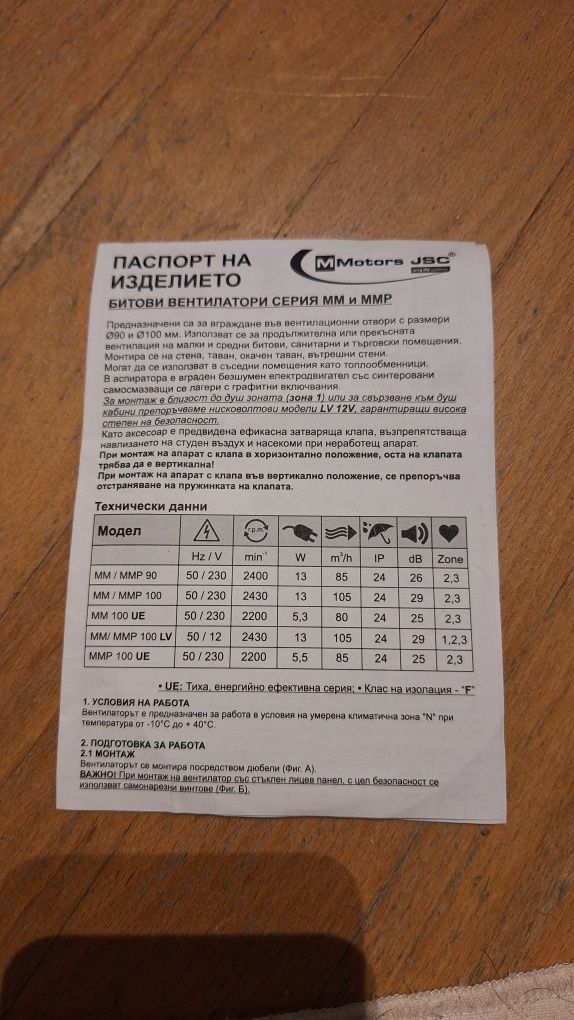 ПАСПОРТ НА
ИЗДЕЛИЕТО
MMotors JSC®
БИТОВИ ВЕНТИЛАТОРИ СЕРИЯ ММ и ММР
Предназначени са за вграждане във вентилационни отвори с размери
Ø90 и Ø100 мм. Използват се за продължителна или прекъсната
вентилация на малки и средни битови, санитарни и търговски помещения.
Монтира се на стена, таван, окачен таван, вътрешни стени.
Могат да се използват в съседни помещения като топлообменници.
В аспиратора е вграден безшумен електродвигател със синтеровани
самосмазващи се лагери с графитни включвания.
За монтаж в близост до душ зоната (зона 1) или за свързване към душ
кабини препоръчваме нисковолтови модели LV 12V, гарантиращи висока
степен на безопасност.
Като аксесоар е предвидена ефикасна затваряща клапа, възпрепятстваща
навлизането на студен въздух и насекоми при неработещ апарат.
При монтаж на апарат с клапа в хоризонтално положение, оста на клапата
трябва да е вертикална!
При монтаж на апарат с клапа във вертикално положение, се препоръчва
отстраняване на пружинката на клапата.
Технически данни
Модел r.p.m.
Hz / V min⁻¹ W m³/h IP dB Zone
MM / MMP 90 50 / 230 2400 13 85 24 26 2,3
MM / MMP 100 50 / 230 2430 13 105 24 29 2,3
MM 100 UE 50 / 230 2200 5,3 80 24 25 2,3
MM/ MMP 100 LV 50 / 12 2430 13 105 24 29 1,2,3
MMP 100 UE 50 / 230 2200 5,5 85 24 25 2,3
• UE: Тиха, енергийно ефективна серия; • Клас на изолация - "F"
1. УСЛОВИЯ НА РАБОТА
Вентилаторът е предназначен за работа в условия на умерена климатична зона "N" при
температура от -10°С до + 40°С.
2. ПОДГОТОВКА ЗА РАБОТА
2.1 МОНТАЖ
Вентилаторът се монтира посредством дюбели (Фиг. А).
ВАЖНО! При монтаж на вентилатор със стъклен лицев панел, с цел безопасност се
използват самонарезни винтове (Фиг. Б).